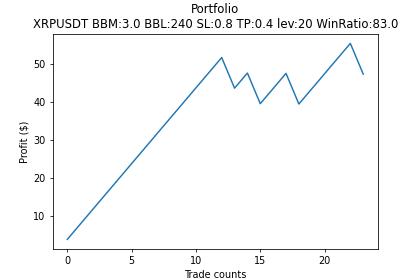 Portfolio
XRPUSDT BBM:3.0 BBL:240 SL:0.8 TP:0.4 lev:20 WinRatio:83.0
50
40
30
20
10
Profit ($)
0 5 10 15 20
Trade counts